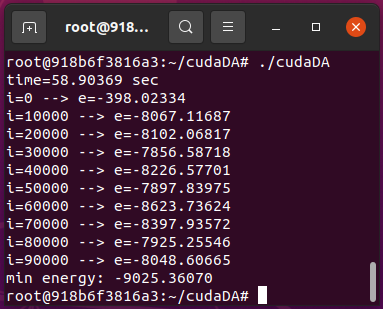 root@918...
root@918b6f3816a3:~/cudaDA# ./cudaDA
time=58.90369 sec
i=0 --> e=-398.02334
i=10000 --> e=-8067.11687
i=20000 --> e=-8102.06817
i=30000 --> e=-7856.58718
i=40000 --> e=-8226.57701
i=50000 --> e=-7897.83975
i=60000 --> e=-8623.73624
i=70000 --> e=-8397.93572
i=80000 --> e=-7925.25546
i=90000 --> e=-8048.60665
min energy: -9025.36070
root@918b6f3816a3:~/cudaDA#